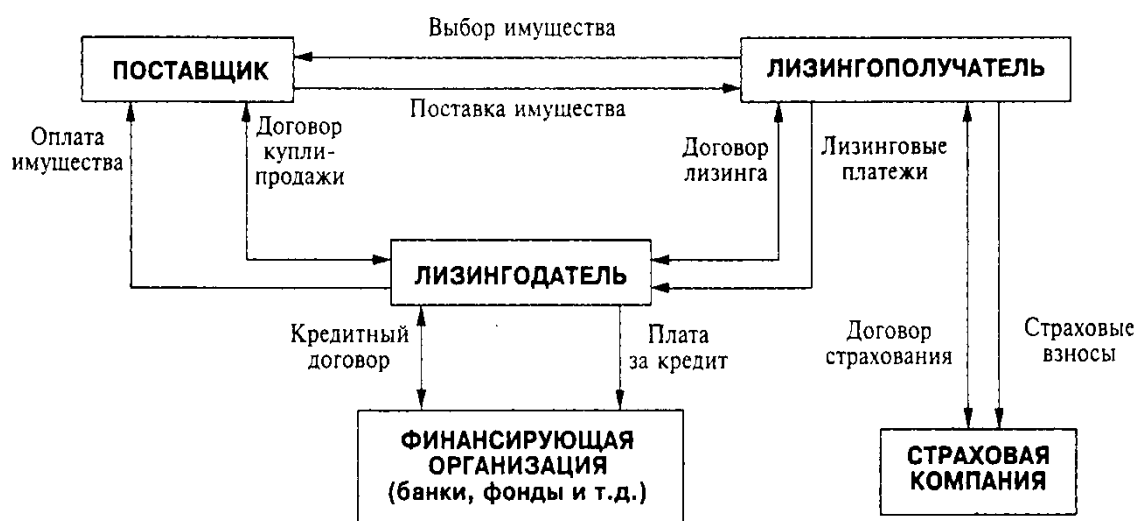 Выбор имущества
ПОСТАВЩИК
ЛИЗИНГОПОЛУЧАТЕЛЬ
Поставка имущества
Оплата
имущества
Договор
купли-
продажи
Договор
лизинга
Лизинговые
платежи
ЛИЗИНГОДАТЕЛЬ
Кредитный
договор
Плата
за кредит
Договор
страхования
Страховые
взносы
ФИНАНСИРУЮЩАЯ
ОРГАНИЗАЦИЯ
(банки, фонды и т.д.)
СТРАХОВАЯ
КОМПАНИЯ